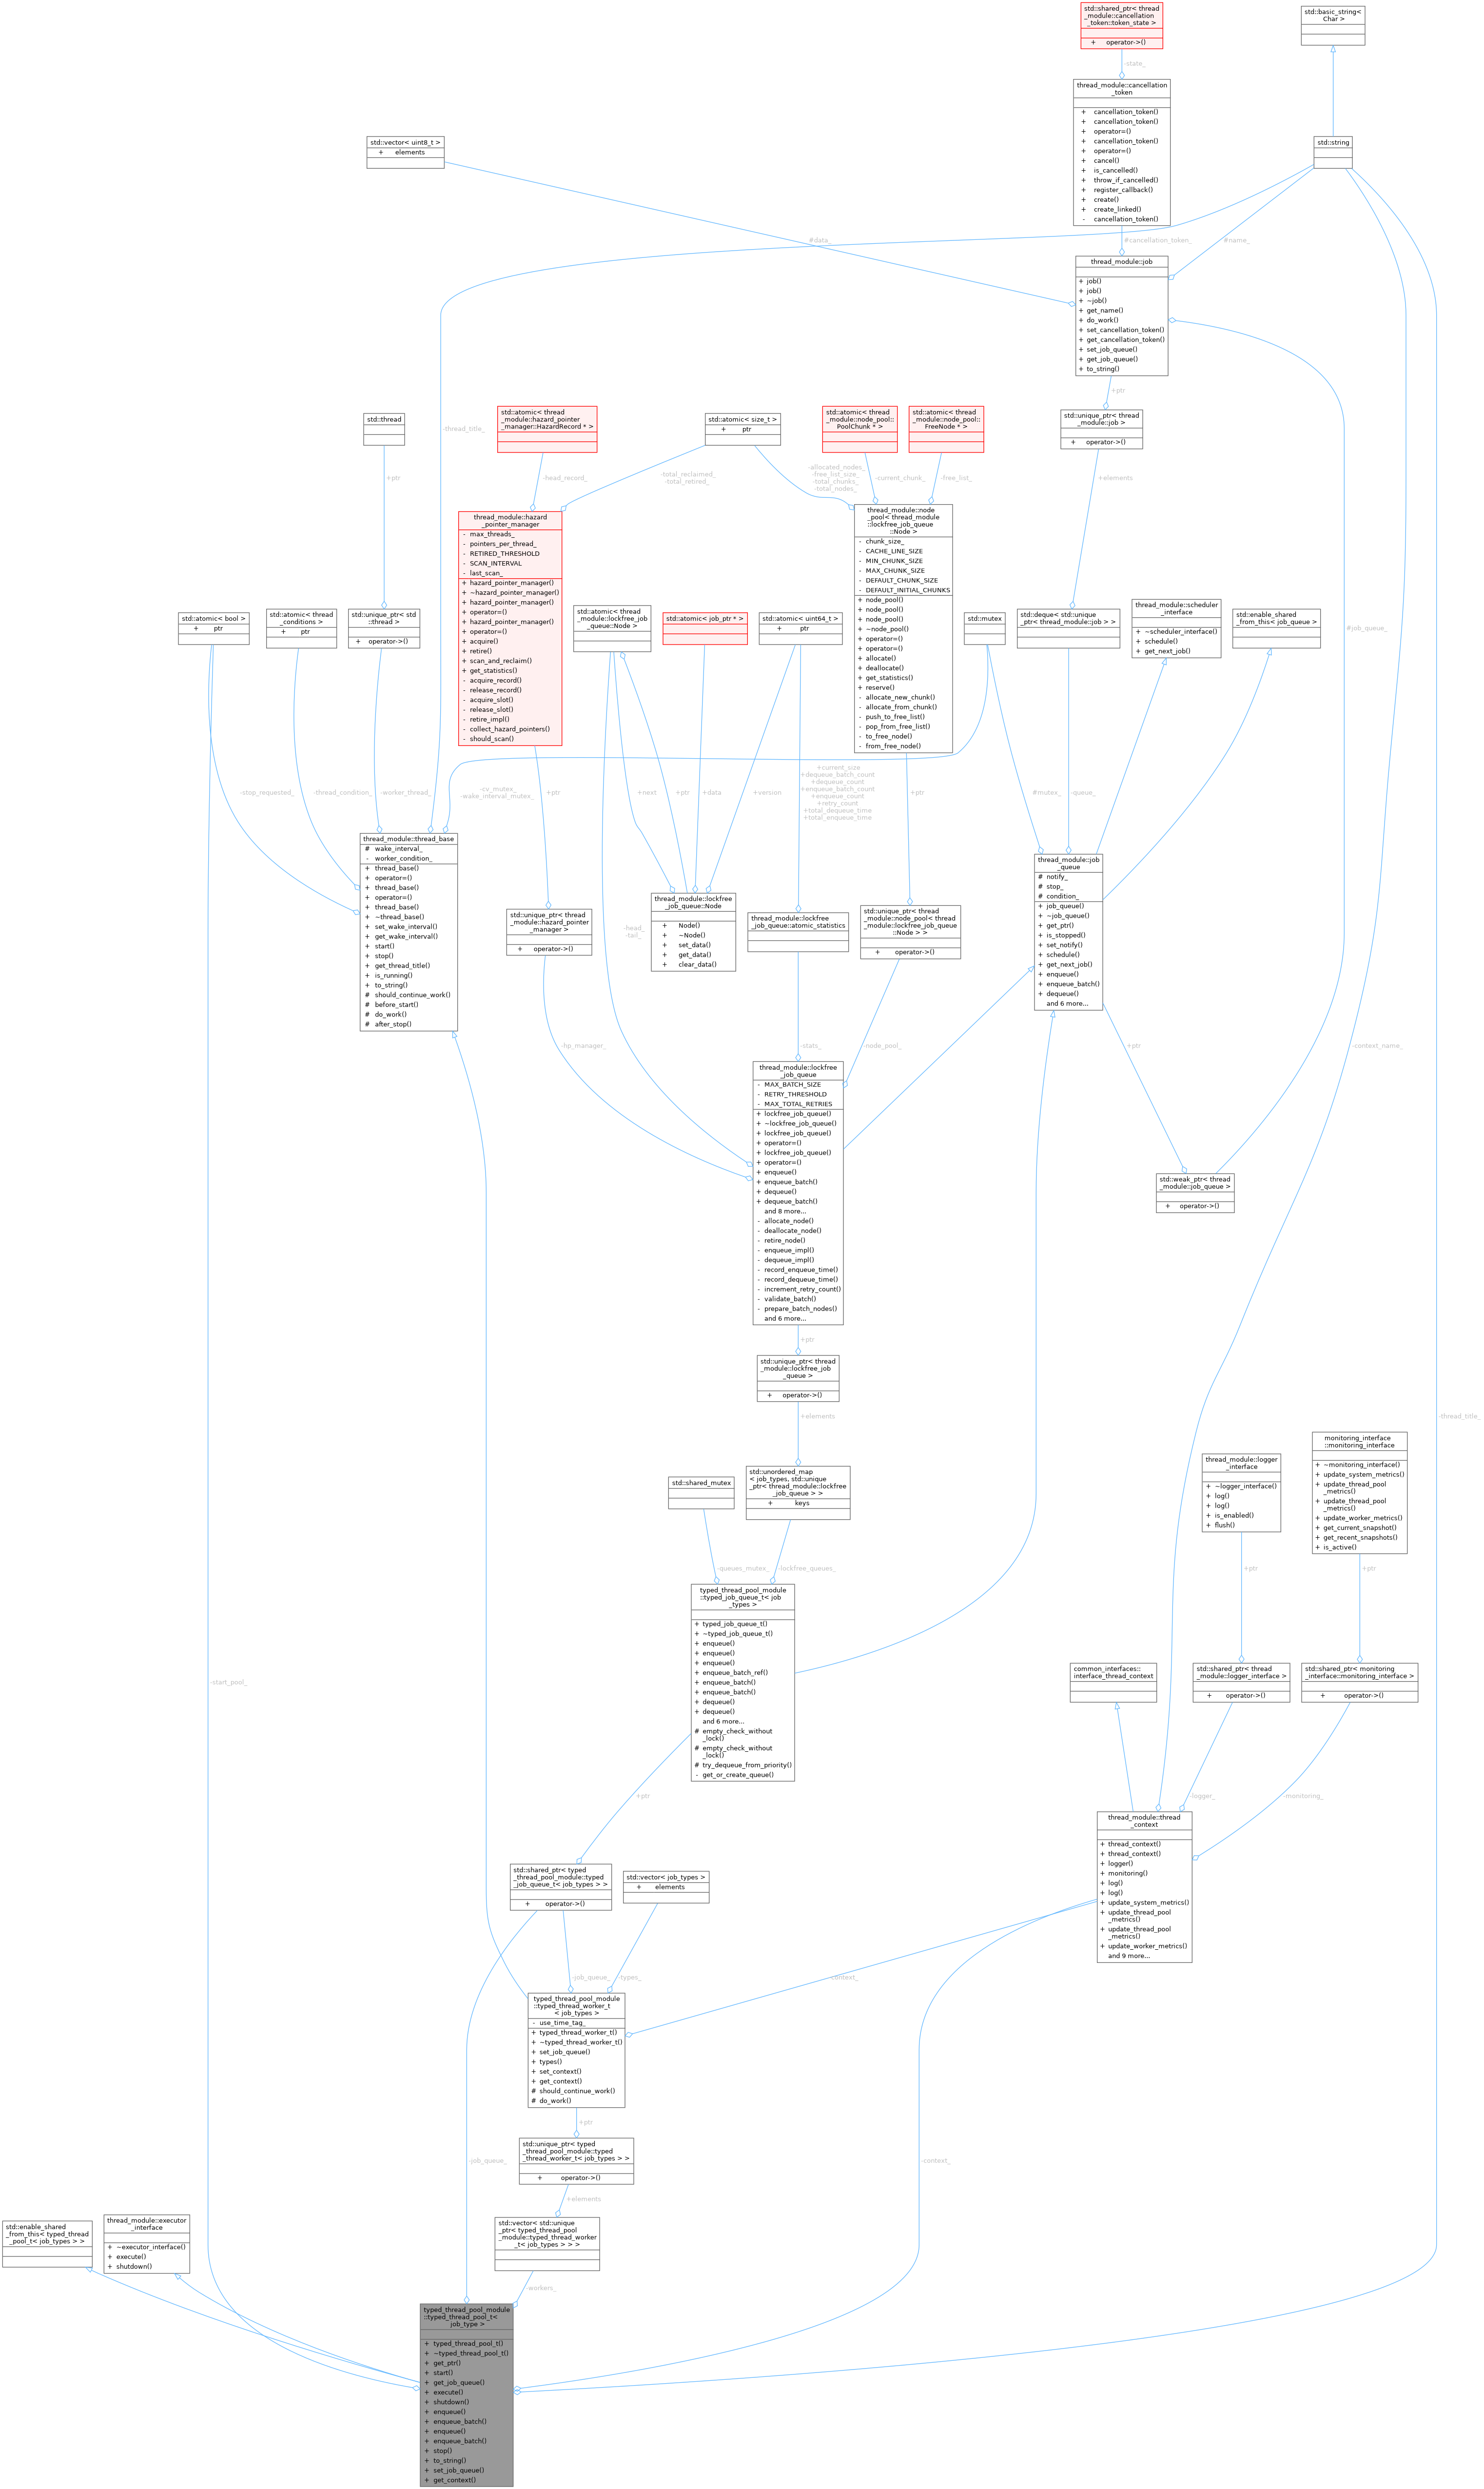 std::shared_ptr< thread
_module::cancellation
_token::token_state >
+ operator->()
std::basic_string<
Char >
-state_
thread_module::cancellation
_token
+ cancellation_token()
+ cancellation_token()
+ operator=()
+ cancellation_token()
+ operator=()
+ cancel()
+ is_cancelled()
+ throw_if_cancelled()
+ register_callback()
+ create()
+ create_linked()
- cancellation_token()
std::vector< uint8_t >
+ elements
std::string
#data_
#cancellation_token_
#name_
thread_module::job
+ job()
+ job()
+ ~job()
+ get_name()
+ do_work()
+ set_cancellation_token()
+ get_cancellation_token()
+ set_job_queue()
+ get_job_queue()
+ to_string()
+ptr
std::unique_ptr< thread
_module::job >
+ operator->()
std::thread
std::atomic< thread
_module::hazard_pointer
_manager::HazardRecord * >
std::atomic< size_t >
+ ptr
std::atomic< thread
_module::node_pool::
PoolChunk * >
std::atomic< thread
_module::node_pool::
FreeNode * >
-thread_title_
+ptr
-head_record_
-total_reclaimed_
-total_retired_
-allocated_nodes_
-free_list_size_
-total_chunks_
-total_nodes_
-current_chunk_
-free_list_
+elements
thread_module::hazard
_pointer_manager
- max_threads_
- pointers_per_thread_
- RETIRED_THRESHOLD
- SCAN_INTERVAL
- last_scan_
+ hazard_pointer_manager()
+ ~hazard_pointer_manager()
+ hazard_pointer_manager()
+ operator=()
+ hazard_pointer_manager()
+ operator=()
+ acquire()
+ retire()
+ scan_and_reclaim()
+ get_statistics()
- acquire_record()
- release_record()
- acquire_slot()
- release_slot()
- retire_impl()
- collect_hazard_pointers()
- should_scan()
thread_module::node
_pool< thread_module
::lockfree_job_queue
::Node >
- chunk_size_
- CACHE_LINE_SIZE
- MIN_CHUNK_SIZE
- MAX_CHUNK_SIZE
- DEFAULT_CHUNK_SIZE
- DEFAULT_INITIAL_CHUNKS
+ node_pool()
+ node_pool()
+ node_pool()
+ ~node_pool()
+ operator=()
+ operator=()
+ allocate()
+ deallocate()
+ get_statistics()
+ reserve()
- allocate_new_chunk()
- allocate_from_chunk()
- push_to_free_list()
- pop_from_free_list()
- to_free_node()
- from_free_node()
std::atomic< bool >
+ ptr
std::atomic< thread
_conditions >
+ ptr
std::unique_ptr< std
::thread >
+ operator->()
std::atomic< thread
_module::lockfree_job
_queue::Node >
std::atomic< job_ptr * >
std::atomic< uint64_t >
+ ptr
std::mutex
std::deque< std::unique
_ptr< thread_module::job > >
thread_module::scheduler
_interface
+ ~scheduler_interface()
+ schedule()
+ get_next_job()
std::enable_shared
_from_this< job_queue >
#job_queue_
-stop_requested_
-thread_condition_
-worker_thread_
-cv_mutex_
-wake_interval_mutex_
+ptr
+next
+ptr
+data
+version
+current_size
+dequeue_batch_count
+dequeue_count
+enqueue_batch_count
+enqueue_count
+retry_count
+total_dequeue_time
+total_enqueue_time
+ptr
#mutex_
-queue_
thread_module::thread_base
# wake_interval_
- worker_condition_
+ thread_base()
+ operator=()
+ thread_base()
+ operator=()
+ thread_base()
+ ~thread_base()
+ set_wake_interval()
+ get_wake_interval()
+ start()
+ stop()
+ get_thread_title()
+ is_running()
+ to_string()
# should_continue_work()
# before_start()
# do_work()
# after_stop()
std::unique_ptr< thread
_module::hazard_pointer
_manager >
+ operator->()
-head_
-tail_
thread_module::lockfree
_job_queue::Node
+ Node()
+ ~Node()
+ set_data()
+ get_data()
+ clear_data()
thread_module::lockfree
_job_queue::atomic_statistics
std::unique_ptr< thread
_module::node_pool< thread
_module::lockfree_job_queue
::Node > >
+ operator->()
thread_module::job
_queue
# notify_
# stop_
# condition_
+ job_queue()
+ ~job_queue()
+ get_ptr()
+ is_stopped()
+ set_notify()
+ schedule()
+ get_next_job()
+ enqueue()
+ enqueue_batch()
+ dequeue()
and 6 more...
-hp_manager_
-stats_
-node_pool_
+ptr
-context_name_
thread_module::lockfree
_job_queue
- MAX_BATCH_SIZE
- RETRY_THRESHOLD
- MAX_TOTAL_RETRIES
+ lockfree_job_queue()
+ ~lockfree_job_queue()
+ lockfree_job_queue()
+ operator=()
+ lockfree_job_queue()
+ operator=()
+ enqueue()
+ enqueue_batch()
+ dequeue()
+ dequeue_batch()
and 8 more...
- allocate_node()
- deallocate_node()
- retire_node()
- enqueue_impl()
- dequeue_impl()
- record_enqueue_time()
- record_dequeue_time()
- increment_retry_count()
- validate_batch()
- prepare_batch_nodes()
and 6 more...
std::weak_ptr< thread
_module::job_queue >
+ operator->()
+ptr
std::unique_ptr< thread
_module::lockfree_job
_queue >
+ operator->()
+elements
-thread_title_
std::shared_mutex
std::unordered_map
< job_types, std::unique
_ptr< thread_module::lockfree
_job_queue > >
+ keys
thread_module::logger
_interface
+ ~logger_interface()
+ log()
+ log()
+ is_enabled()
+ flush()
monitoring_interface
::monitoring_interface
+ ~monitoring_interface()
+ update_system_metrics()
+ update_thread_pool
_metrics()
+ update_thread_pool
_metrics()
+ update_worker_metrics()
+ get_current_snapshot()
+ get_recent_snapshots()
+ is_active()
-queues_mutex_
-lockfree_queues_
+ptr
+ptr
typed_thread_pool_module
::typed_job_queue_t< job
_types >
+ typed_job_queue_t()
+ ~typed_job_queue_t()
+ enqueue()
+ enqueue()
+ enqueue()
+ enqueue_batch_ref()
+ enqueue_batch()
+ enqueue_batch()
+ dequeue()
+ dequeue()
and 6 more...
# empty_check_without
_lock()
# empty_check_without
_lock()
# try_dequeue_from_priority()
- get_or_create_queue()
-start_pool_
common_interfaces::
interface_thread_context
std::shared_ptr< thread
_module::logger_interface >
+ operator->()
std::shared_ptr< monitoring
_interface::monitoring_interface >
+ operator->()
+ptr
-logger_
-monitoring_
thread_module::thread
_context
+ thread_context()
+ thread_context()
+ logger()
+ monitoring()
+ log()
+ log()
+ update_system_metrics()
+ update_thread_pool
_metrics()
+ update_thread_pool
_metrics()
+ update_worker_metrics()
and 9 more...
std::shared_ptr< typed
_thread_pool_module::typed
_job_queue_t< job_types > >
+ operator->()
std::vector< job_types >
+ elements
-job_queue_
-types_
-context_
typed_thread_pool_module
::typed_thread_worker_t
< job_types >
- use_time_tag_
+ typed_thread_worker_t()
+ ~typed_thread_worker_t()
+ set_job_queue()
+ types()
+ set_context()
+ get_context()
# should_continue_work()
# do_work()
+ptr
std::unique_ptr< typed
_thread_pool_module::typed
_thread_worker_t< job_types > >
+ operator->()
-job_queue_
-context_
+elements
std::enable_shared
_from_this< typed_thread
_pool_t< job_types > >
thread_module::executor
_interface
+ ~executor_interface()
+ execute()
+ shutdown()
std::vector< std::unique
_ptr< typed_thread_pool
_module::typed_thread_worker
_t< job_types > > >
-workers_
typed_thread_pool_module
::typed_thread_pool_t<
job_type >
+ typed_thread_pool_t()
+ ~typed_thread_pool_t()
+ get_ptr()
+ start()
+ get_job_queue()
+ execute()
+ shutdown()
+ enqueue()
+ enqueue_batch()
+ enqueue()
+ enqueue_batch()
+ stop()
+ to_string()
+ set_job_queue()
+ get_context()